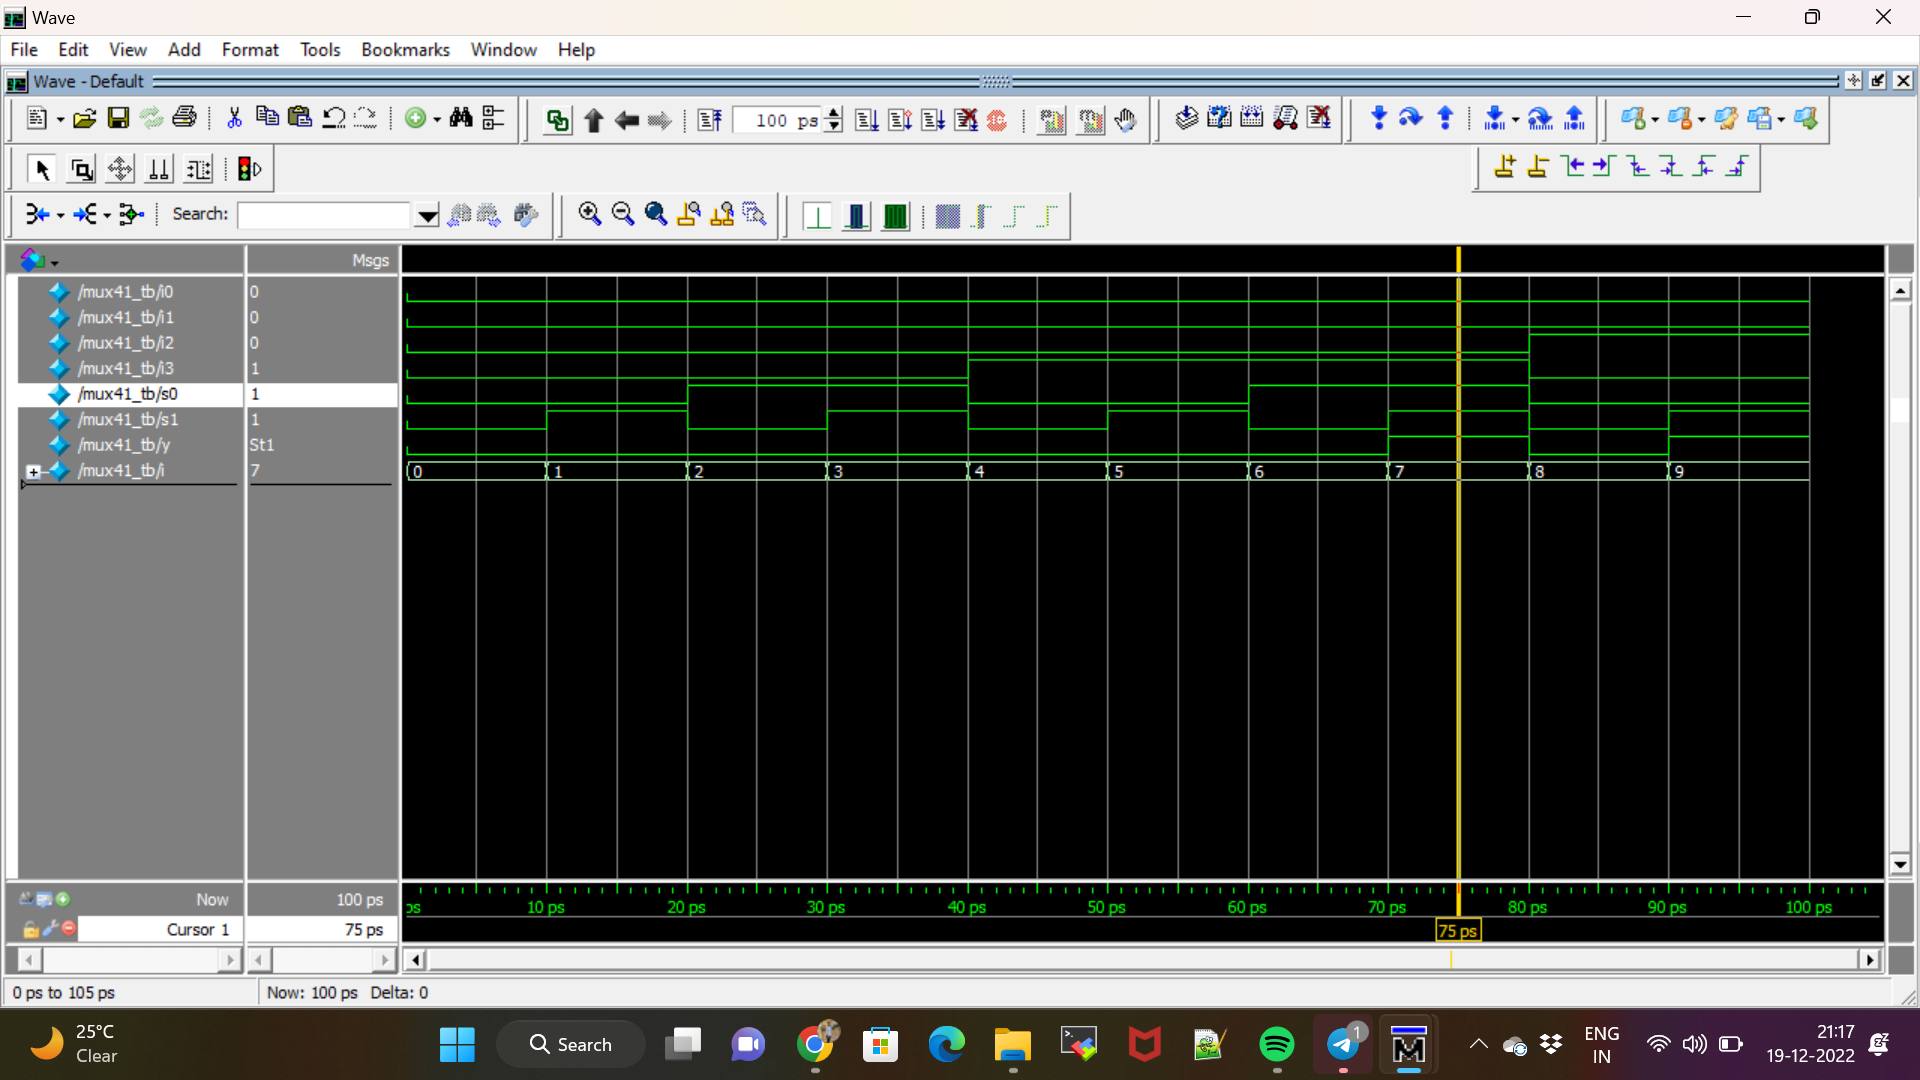 Wave
File Edit View Add Format Tools Bookmarks Window Help
Wave - Default
100 ps
Search:
Msgs
/mux41_tb/i0 0
/mux41_tb/i1 0
/mux41_tb/i2 0
/mux41_tb/i3 1
/mux41_tb/s0 1
/mux41_tb/s1 1
/mux41_tb/y St1
/mux41_tb/i 7
0 1 2 3 4 5 6 7 8 9
Now 100 ps
ps 10 ps 20 ps 30 ps 40 ps 50 ps 60 ps 70 ps 80 ps 90 ps 100 ps
Cursor 1 75 ps
75 ps
0 ps to 105 ps Now: 100 ps Delta: 0
25°C
Clear
Search
1
ENG
IN
21:17
19-12-2022